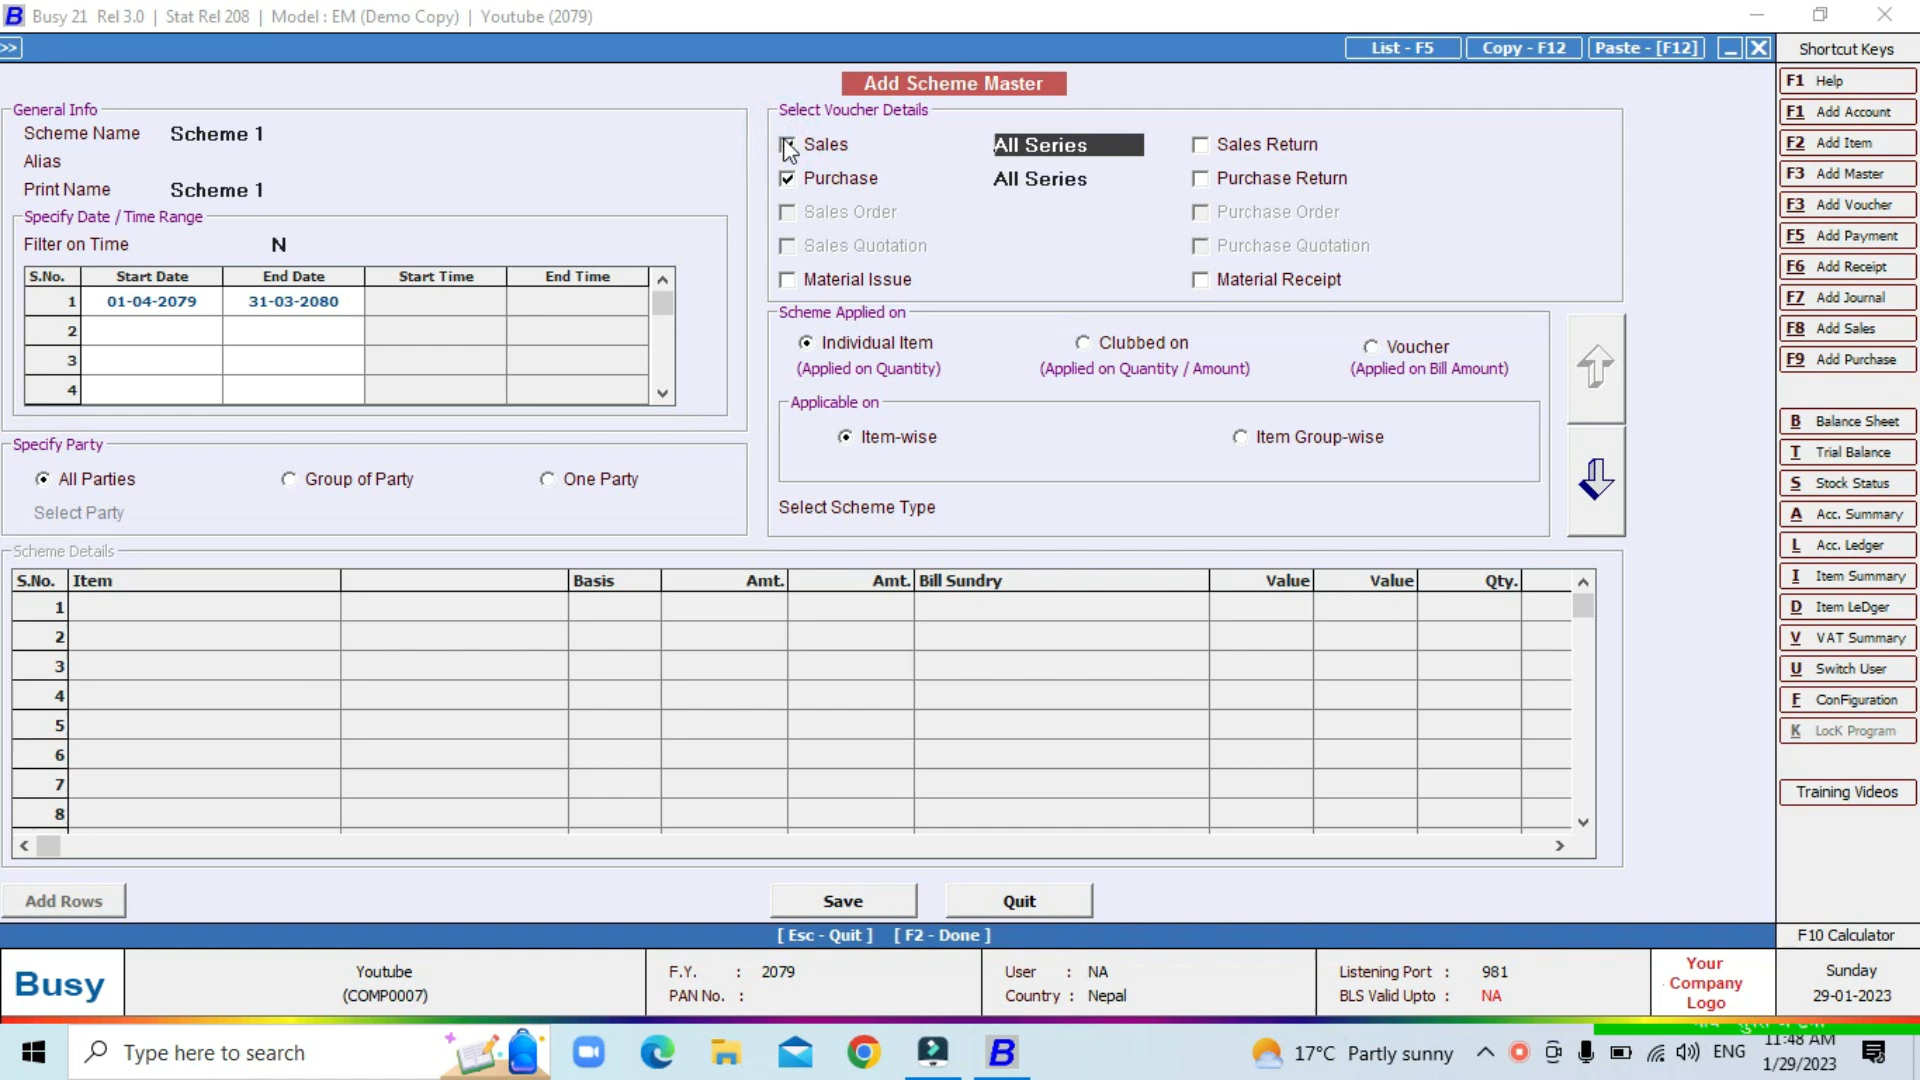 Busy 21 Rel 3.0 | Stat Rel 208 | Model : EM (Demo Copy) | Youtube (2079)
>> List - F5 Copy - F12 Paste - [F12] Shortcut Keys
Add Scheme Master
General Info
Scheme Name Scheme 1
Alias
Print Name Scheme 1
Specify Date / Time Range
Filter on Time N
S.No. Start Date End Date Start Time End Time
1 01-04-2079 31-03-2080
2
3
4
Specify Party
All Parties Group of Party One Party
Select Party
Select Voucher Details
Sales All Series Sales Return
Purchase All Series Purchase Return
Sales Order Purchase Order
Sales Quotation Purchase Quotation
Material Issue Material Receipt
Scheme Applied on
Individual Item Clubbed on Voucher
(Applied on Quantity) (Applied on Quantity / Amount) (Applied on Bill Amount)
Applicable on
Item-wise Item Group-wise
Select Scheme Type
Scheme Details
S.No. Item Basis Amt. Amt. Bill Sundry Value Value Qty.
1
2
3
4
5
6
7
8
Add Rows Save Quit
[ Esc - Quit ] [ F2 - Done ]
F1 Help
F1 Add Account
F2 Add Item
F3 Add Master
F3 Add Voucher
F5 Add Payment
F6 Add Receipt
F7 Add Journal
F8 Add Sales
F9 Add Purchase
B Balance Sheet
T Trial Balance
S Stock Status
A Acc. Summary
L Acc. Ledger
I Item Summary
D Item LeDger
V VAT Summary
U Switch User
F ConFiguration
K LocK Program
Training Videos
F10 Calculator
Busy
Youtube
(COMP0007)
F.Y. : 2079
PAN No. :
User : NA
Country : Nepal
Listening Port : 981
BLS Valid Upto : NA
Your
Company
Logo
Sunday
29-01-2023
Type here to search
17°C Partly sunny
ENG
11:48 AM
1/29/2023